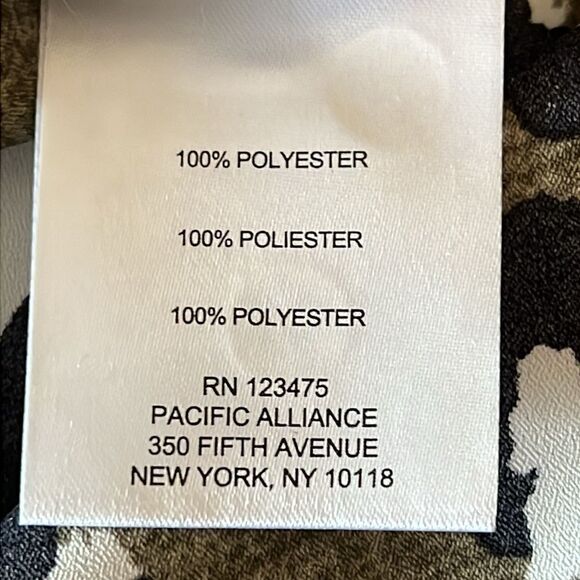 100% POLYESTER
100% POLIESTER
100% POLYESTER
RN 123475
PACIFIC ALLIANCE
350 FIFTH AVENUE
NEW YORK, NY 10118